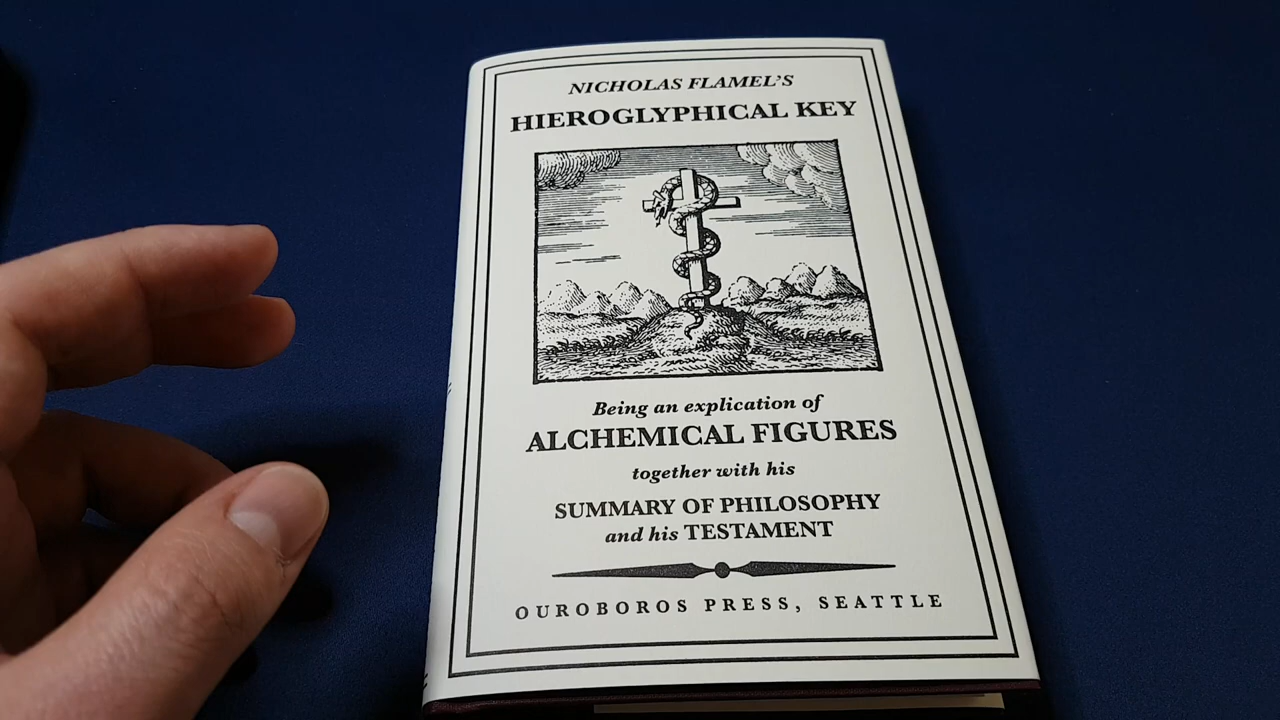 NICHOLAS FLAMEL'S
HIEROGLYPHICAL KEY
Being an explication of
ALCHEMICAL FIGURES
together with his
SUMMARY OF PHILOSOPHY
and his TESTAMENT
OUROBOROS PRESS, SEATTLE